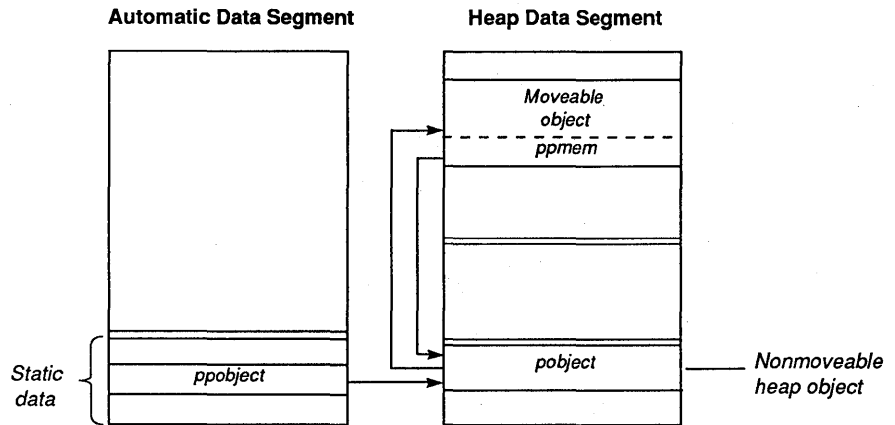 Automatic Data Segment
Heap Data Segment
Moveable
object
ppmem
Static
data
ppobject
pobject
Nonmoveable
heap object